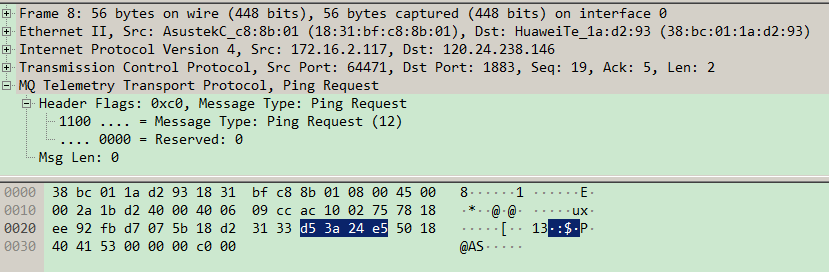 Frame 8: 56 bytes on wire (448 bits), 56 bytes captured (448 bits) on interface 0
Ethernet II, Src: AsustekC_c8:8b:01 (18:31:bf:c8:8b:01), Dst: HuaweiTe_1a:d2:93 (38:bc:01:1a:d2:93)
Internet Protocol Version 4, Src: 172.16.2.117, Dst: 120.24.238.146
Transmission Control Protocol, Src Port: 64471, Dst Port: 1883, Seq: 19, Ack: 5, Len: 2
MQ Telemetry Transport Protocol, Ping Request
Header Flags: 0xc0, Message Type: Ping Request
1100 .... = Message Type: Ping Request (12)
.... 0000 = Reserved: 0
Msg Len: 0
0000 38 bc 01 1a d2 93 18 31 bf c8 8b 01 08 00 45 00 8······1 ······E·
0010 00 2a 1b d2 40 00 40 06 09 cc ac 10 02 75 78 18 ·*··@·@· ·····ux·
0020 ee 92 fb d7 07 5b 18 d2 31 33 d5 3a 24 e5 50 18 ·····[·· 13·:$·P·
0030 40 41 53 00 00 00 c0 00 @AS·····